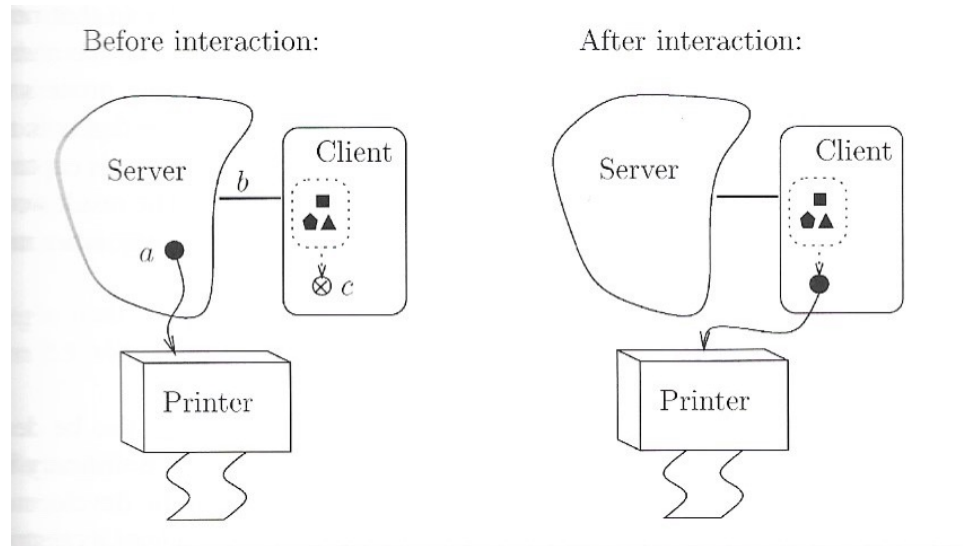 Before interaction:
Server
b
Client
a
c
Printer
After interaction:
Server
Client
Printer